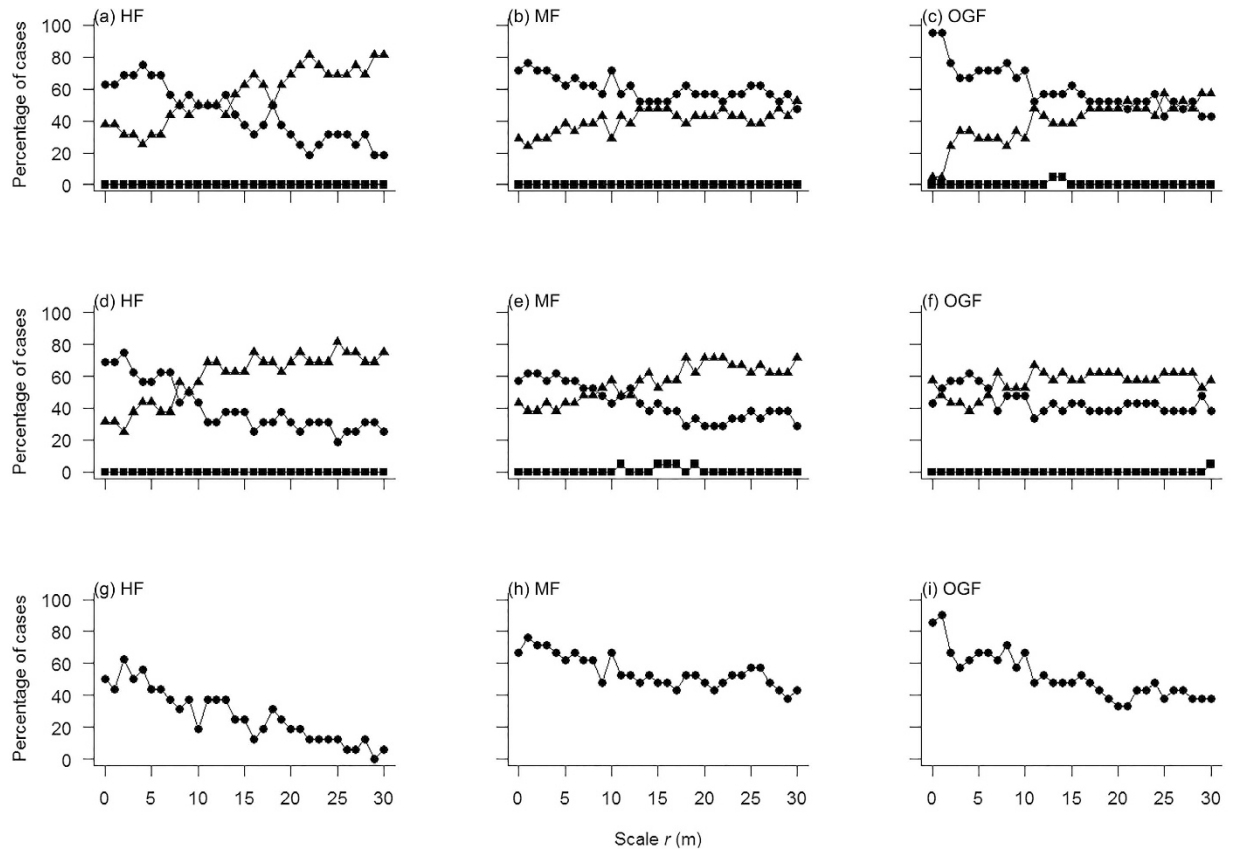 (a) HF
(b) MF
(c) OGF
Percentage of cases
100
80
60
40
20
0
(d) HF
(e) MF
(f) OGF
Percentage of cases
100
80
60
40
20
0
(g) HF
(h) MF
(i) OGF
Percentage of cases
100
80
60
40
20
0
0 5 10 15 20 25 30
0 5 10 15 20 25 30
0 5 10 15 20 25 30
Scale r (m)